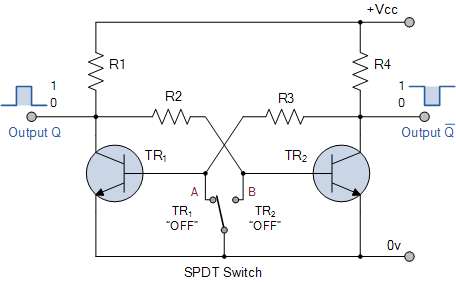 +Vcc
R1
R4
R2
R3
1
0
1
0
Output Q
Output Q̅
TR₁
TR₂
A
B
TR₁
"OFF"
TR₂
"OFF"
0v
SPDT Switch